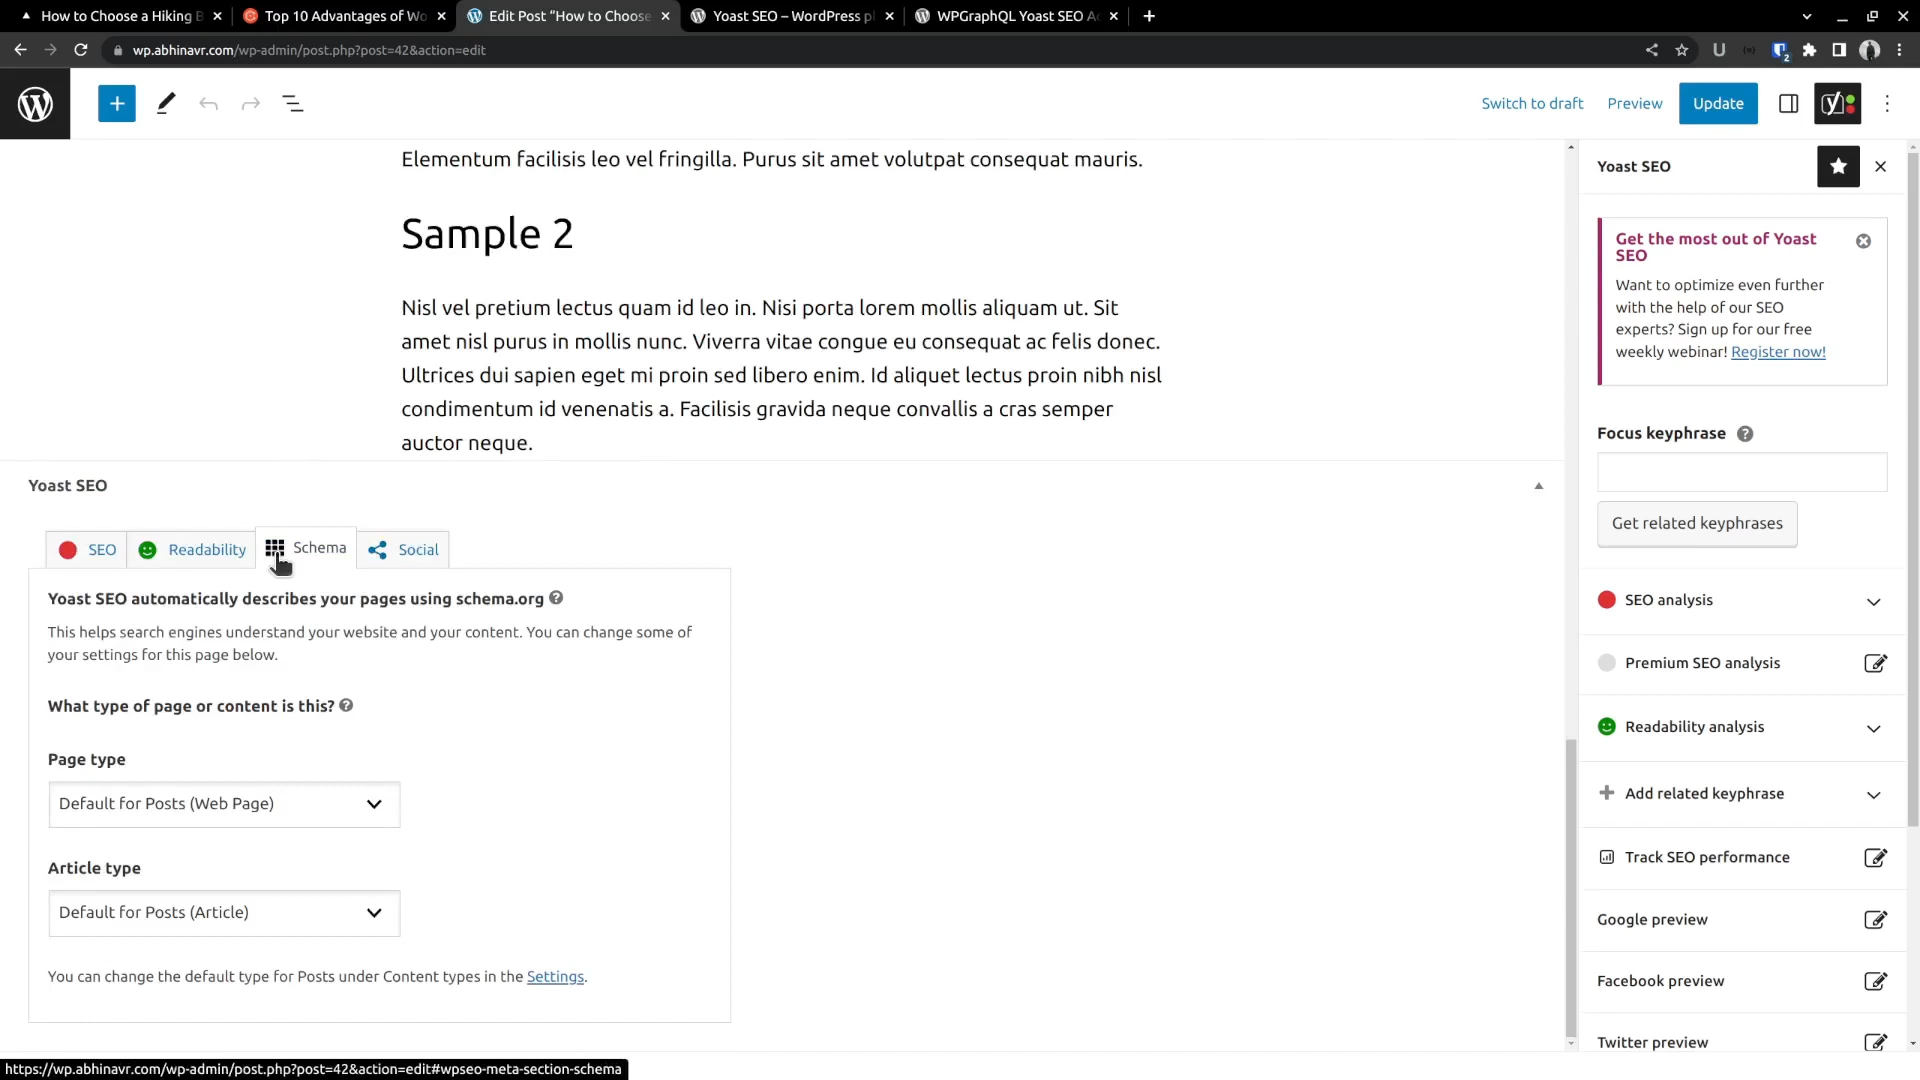 How to Choose a Hiking B
Top 10 Advantages of Wo
Edit Post "How to Choose
Yoast SEO – WordPress p
WPGraphQL Yoast SEO A
wp.abhinavr.com/wp-admin/post.php?post=42&action=edit
Switch to draft
Preview
Update
Elementum facilisis leo vel fringilla. Purus sit amet volutpat consequat mauris.
Sample 2
Nisl vel pretium lectus quam id leo in. Nisi porta lorem mollis aliquam ut. Sit
amet nisl purus in mollis nunc. Viverra vitae congue eu consequat ac felis donec.
Ultrices dui sapien eget mi proin sed libero enim. Id aliquet lectus proin nibh nisl
condimentum id venenatis a. Facilisis gravida neque convallis a cras semper
auctor neque.
Yoast SEO
SEO
Readability
Schema
Social
Yoast SEO automatically describes your pages using schema.org
This helps search engines understand your website and your content. You can change some of
your settings for this page below.
What type of page or content is this?
Page type
Default for Posts (Web Page)
Article type
Default for Posts (Article)
You can change the default type for Posts under Content types in the Settings.
Yoast SEO
Get the most out of Yoast
SEO
Want to optimize even further
with the help of our SEO
experts? Sign up for our free
weekly webinar! Register now!
Focus keyphrase
Get related keyphrases
SEO analysis
Premium SEO analysis
Readability analysis
Add related keyphrase
Track SEO performance
Google preview
Facebook preview
Twitter preview
https://wp.abhinavr.com/wp-admin/post.php?post=42&action=edit#wpseo-meta-section-schema